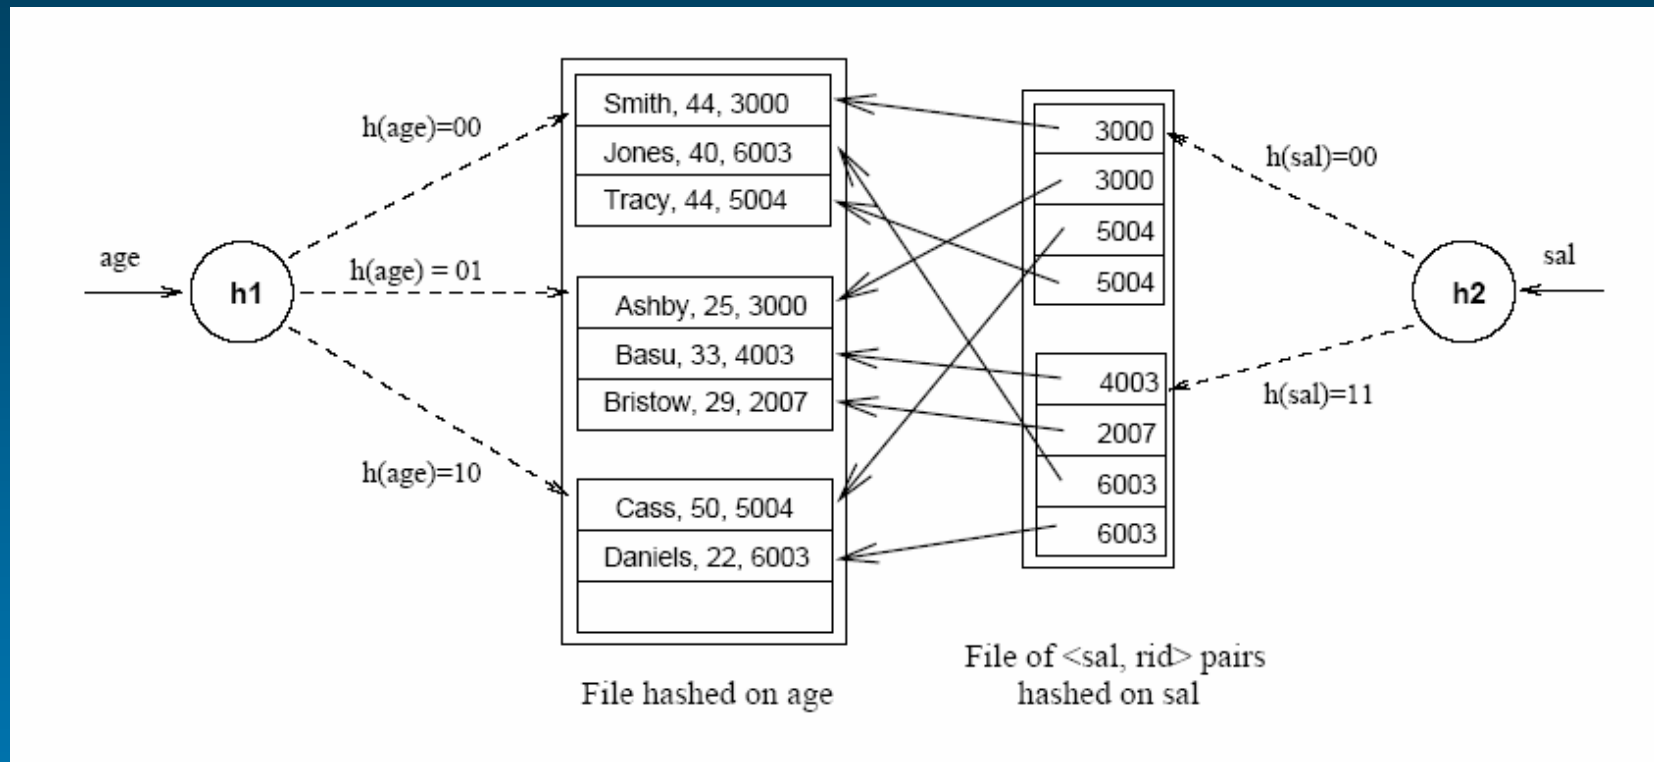 age
h1
h(age)=00
h(age) = 01
h(age)=10
Smith, 44, 3000
Jones, 40, 6003
Tracy, 44, 5004
Ashby, 25, 3000
Basu, 33, 4003
Bristow, 29, 2007
Cass, 50, 5004
Daniels, 22, 6003
File hashed on age
3000
3000
5004
5004
4003
2007
6003
6003
File of <sal, rid> pairs
hashed on sal
h(sal)=00
h(sal)=11
h2
sal